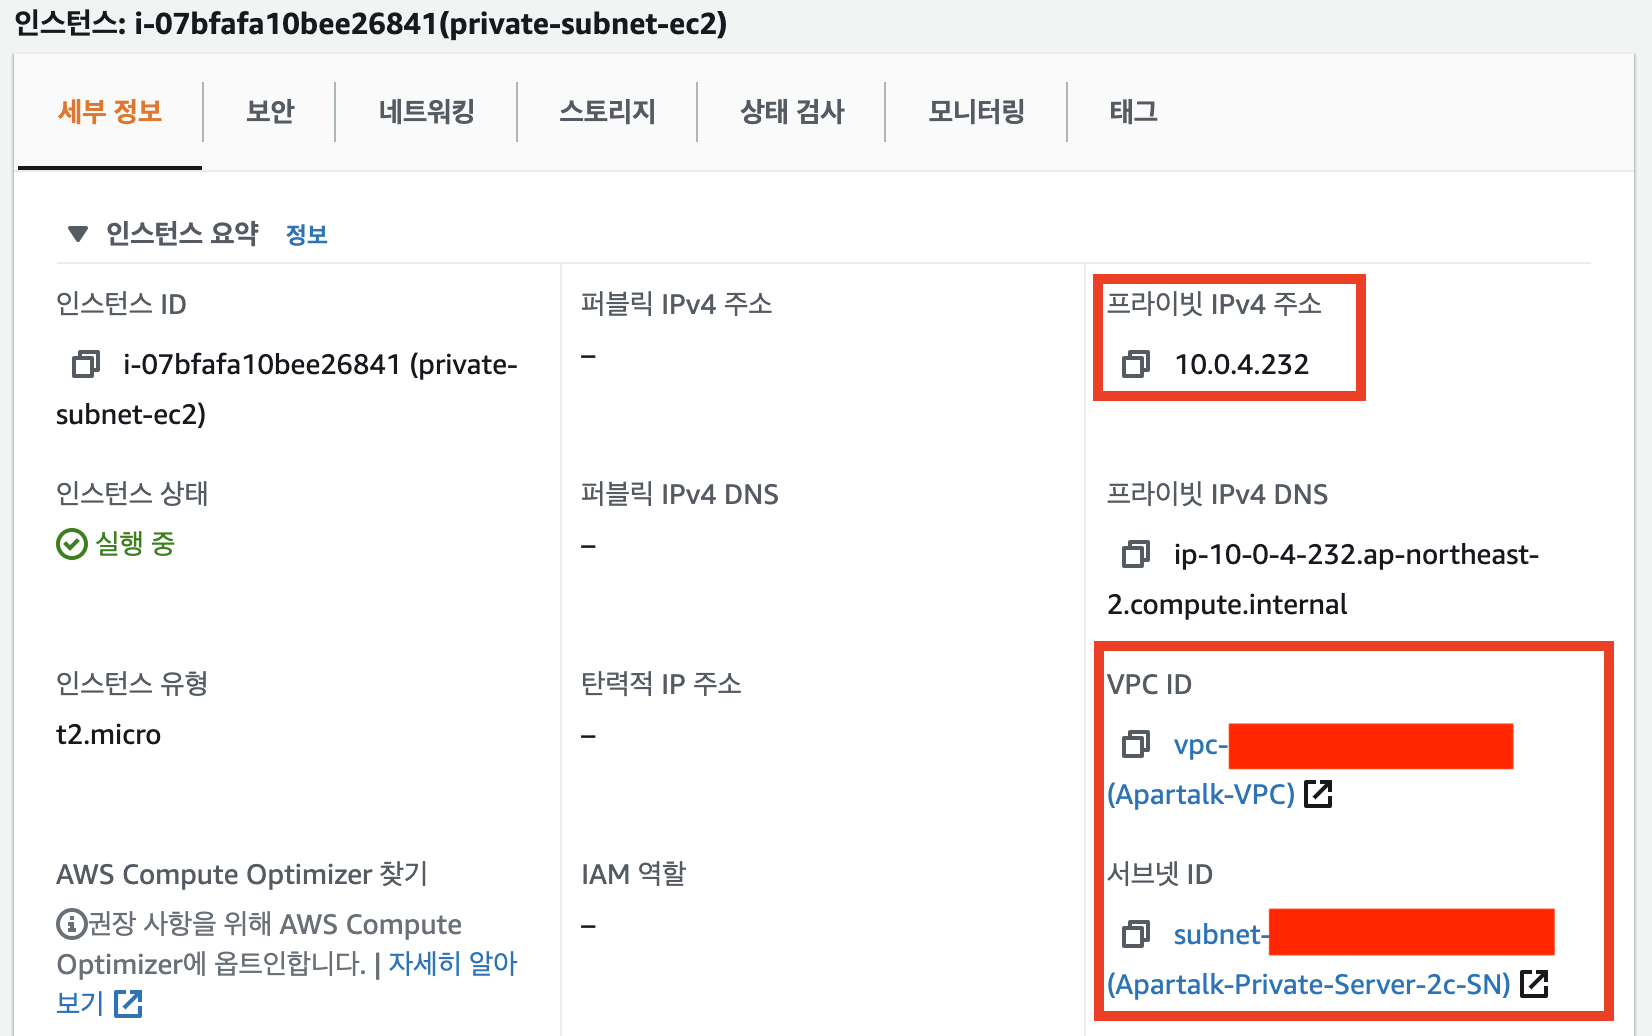 인스턴스: i-07bfafa10bee26841(private-subnet-ec2)
세부 정보
보안
네트워킹
스토리지
상태 검사
모니터링
태그
▼ 인스턴스 요약 정보
인스턴스 ID
i-07bfafa10bee26841 (private-
subnet-ec2)
퍼블릭 IPv4 주소
–
프라이빗 IPv4 주소
10.0.4.232
인스턴스 상태
실행 중
퍼블릭 IPv4 DNS
–
프라이빗 IPv4 DNS
ip-10-0-4-232.ap-northeast-
2.compute.internal
인스턴스 유형
t2.micro
탄력적 IP 주소
–
VPC ID
vpc-
(Apartalk-VPC)
AWS Compute Optimizer 찾기
권장 사항을 위해 AWS Compute
Optimizer에 옵트인합니다. | 자세히 알아
보기
IAM 역할
–
서브넷 ID
subnet-
(Apartalk-Private-Server-2c-SN)